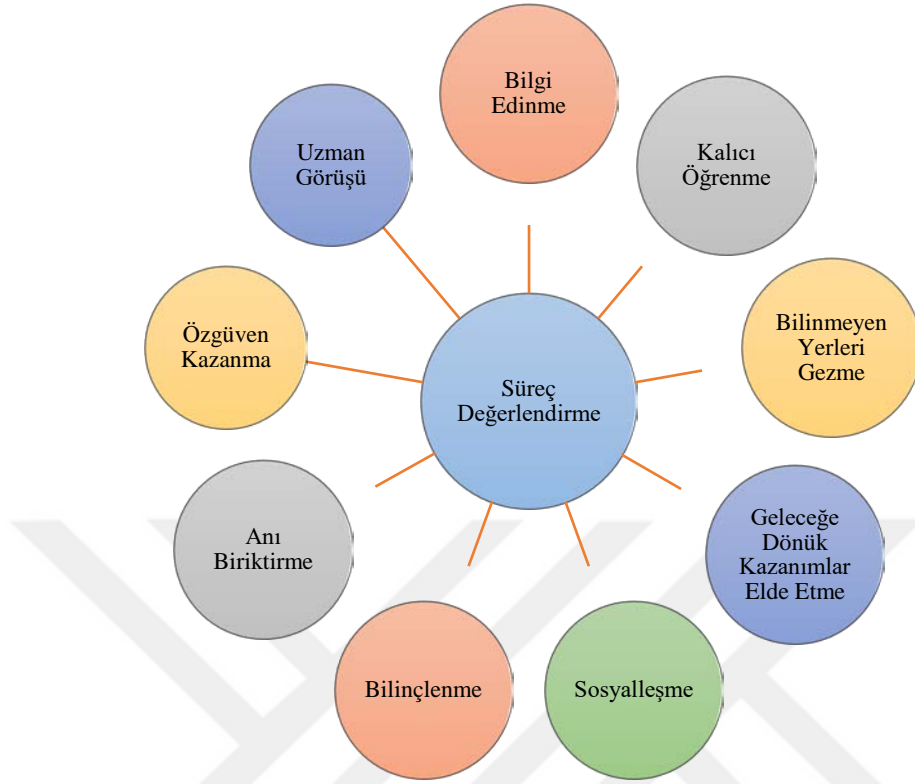 Bilgi
Edinme
Kalıcı
Öğrenme
Bilinmeyen
Yerleri
Gezme
Geleceğe
Dönük
Kazanımlar
Elde Etme
Sosyalleşme
Bilinçlenme
Anı
Biriktirme
Özgüven
Kazanma
Uzman
Görüşü
Süreç
Değerlendirme